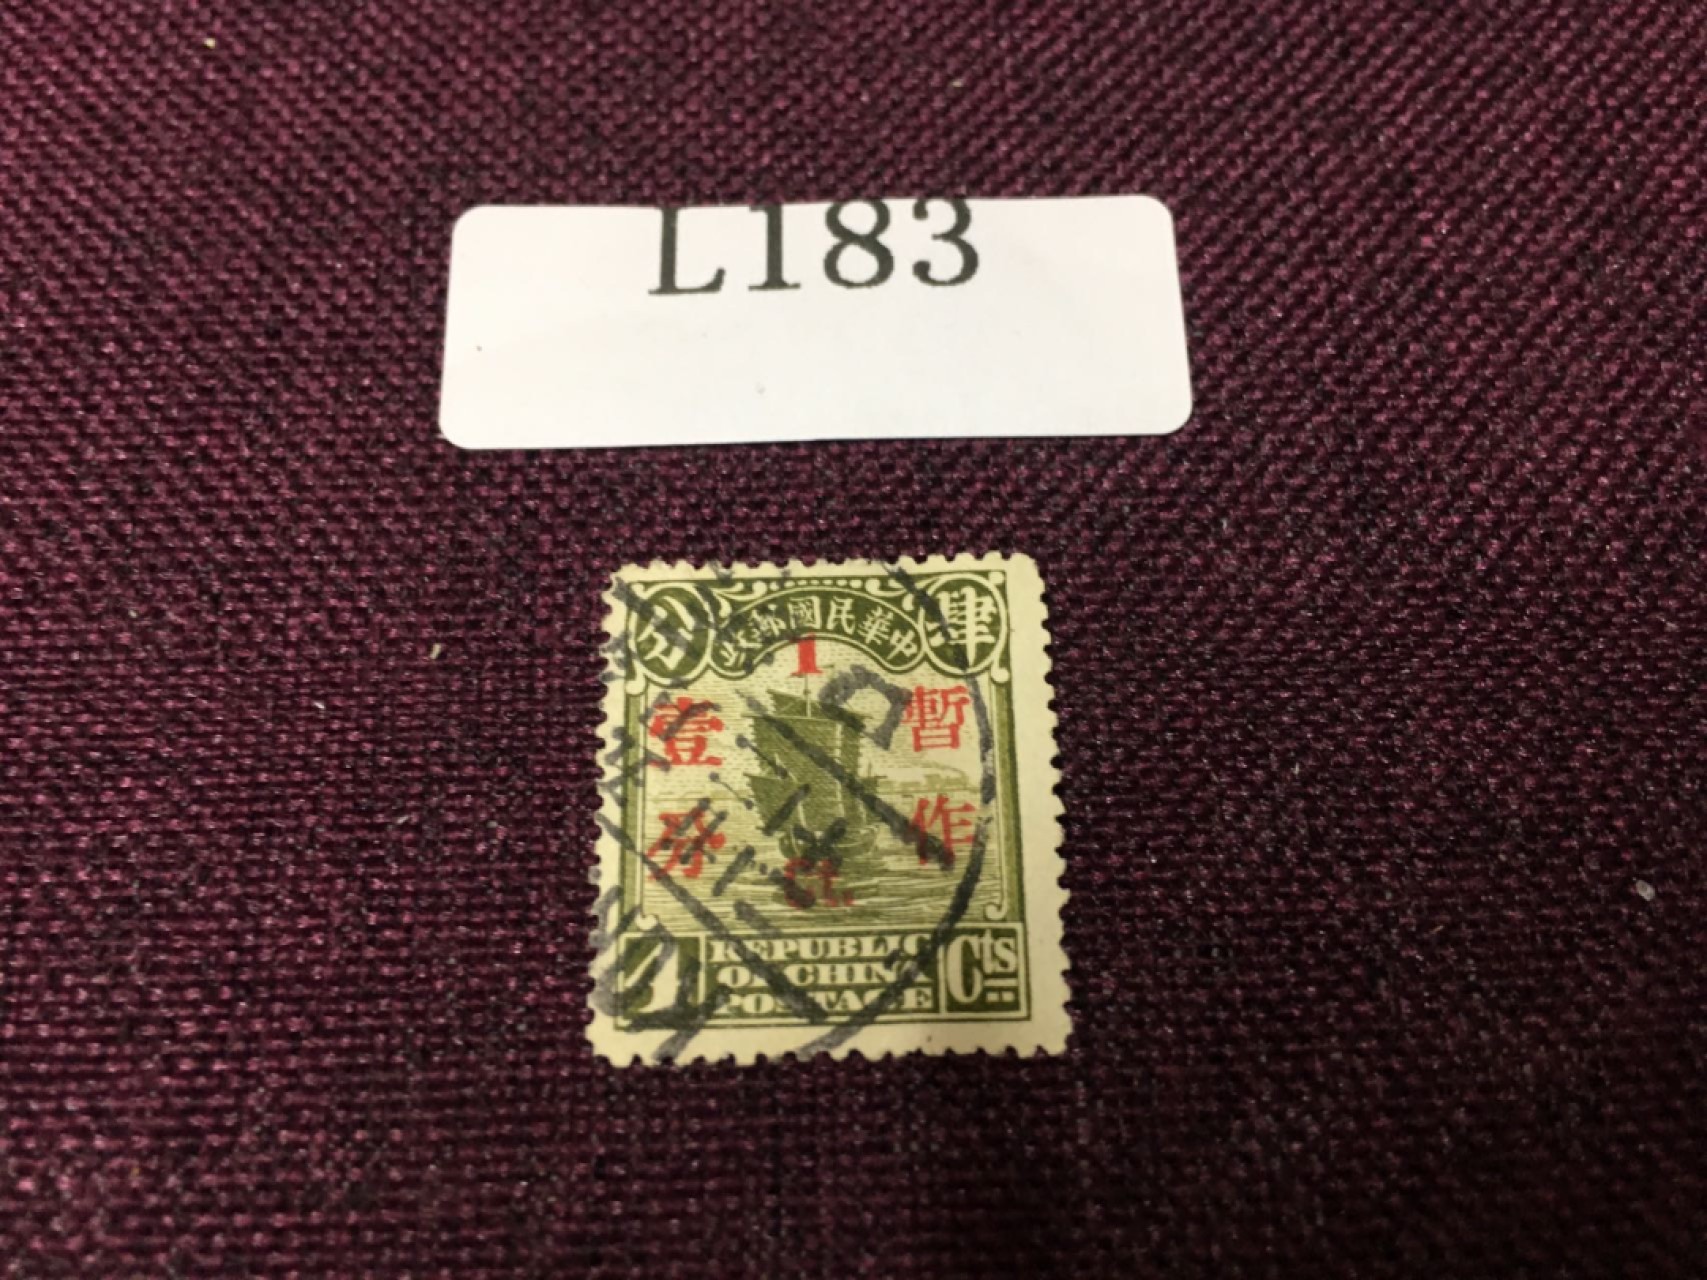 L183
分
肆
中華民國郵政
1
壹分
暫作
Ct.
4
REPUBLIC
OF CHINA
POSTAGE
Cts